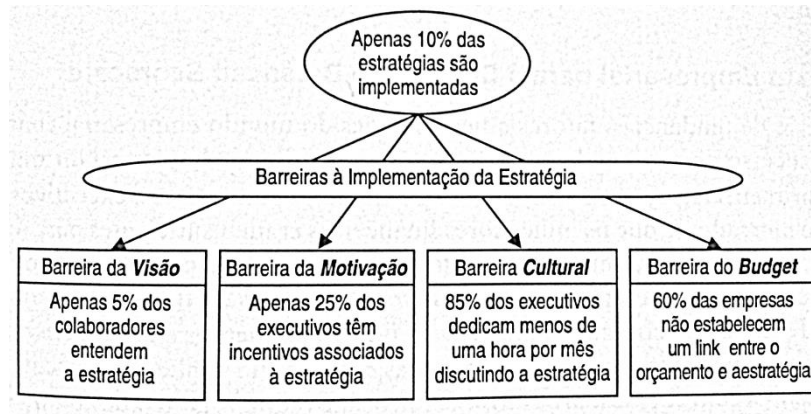 Apenas 10% das
estratégias são
implementadas
Barreiras à Implementação da Estratégia
Barreira da Visão
Apenas 5% dos
colaboradores
entendem
a estratégia
Barreira da Motivação
Apenas 25% dos
executivos têm
incentivos associados
à estratégia
Barreira Cultural
85% dos executivos
dedicam menos de
uma hora por mês
discutindo a estratégia
Barreira do Budget
60% das empresas
não estabelecem
um link entre o
orçamento e aestratégia